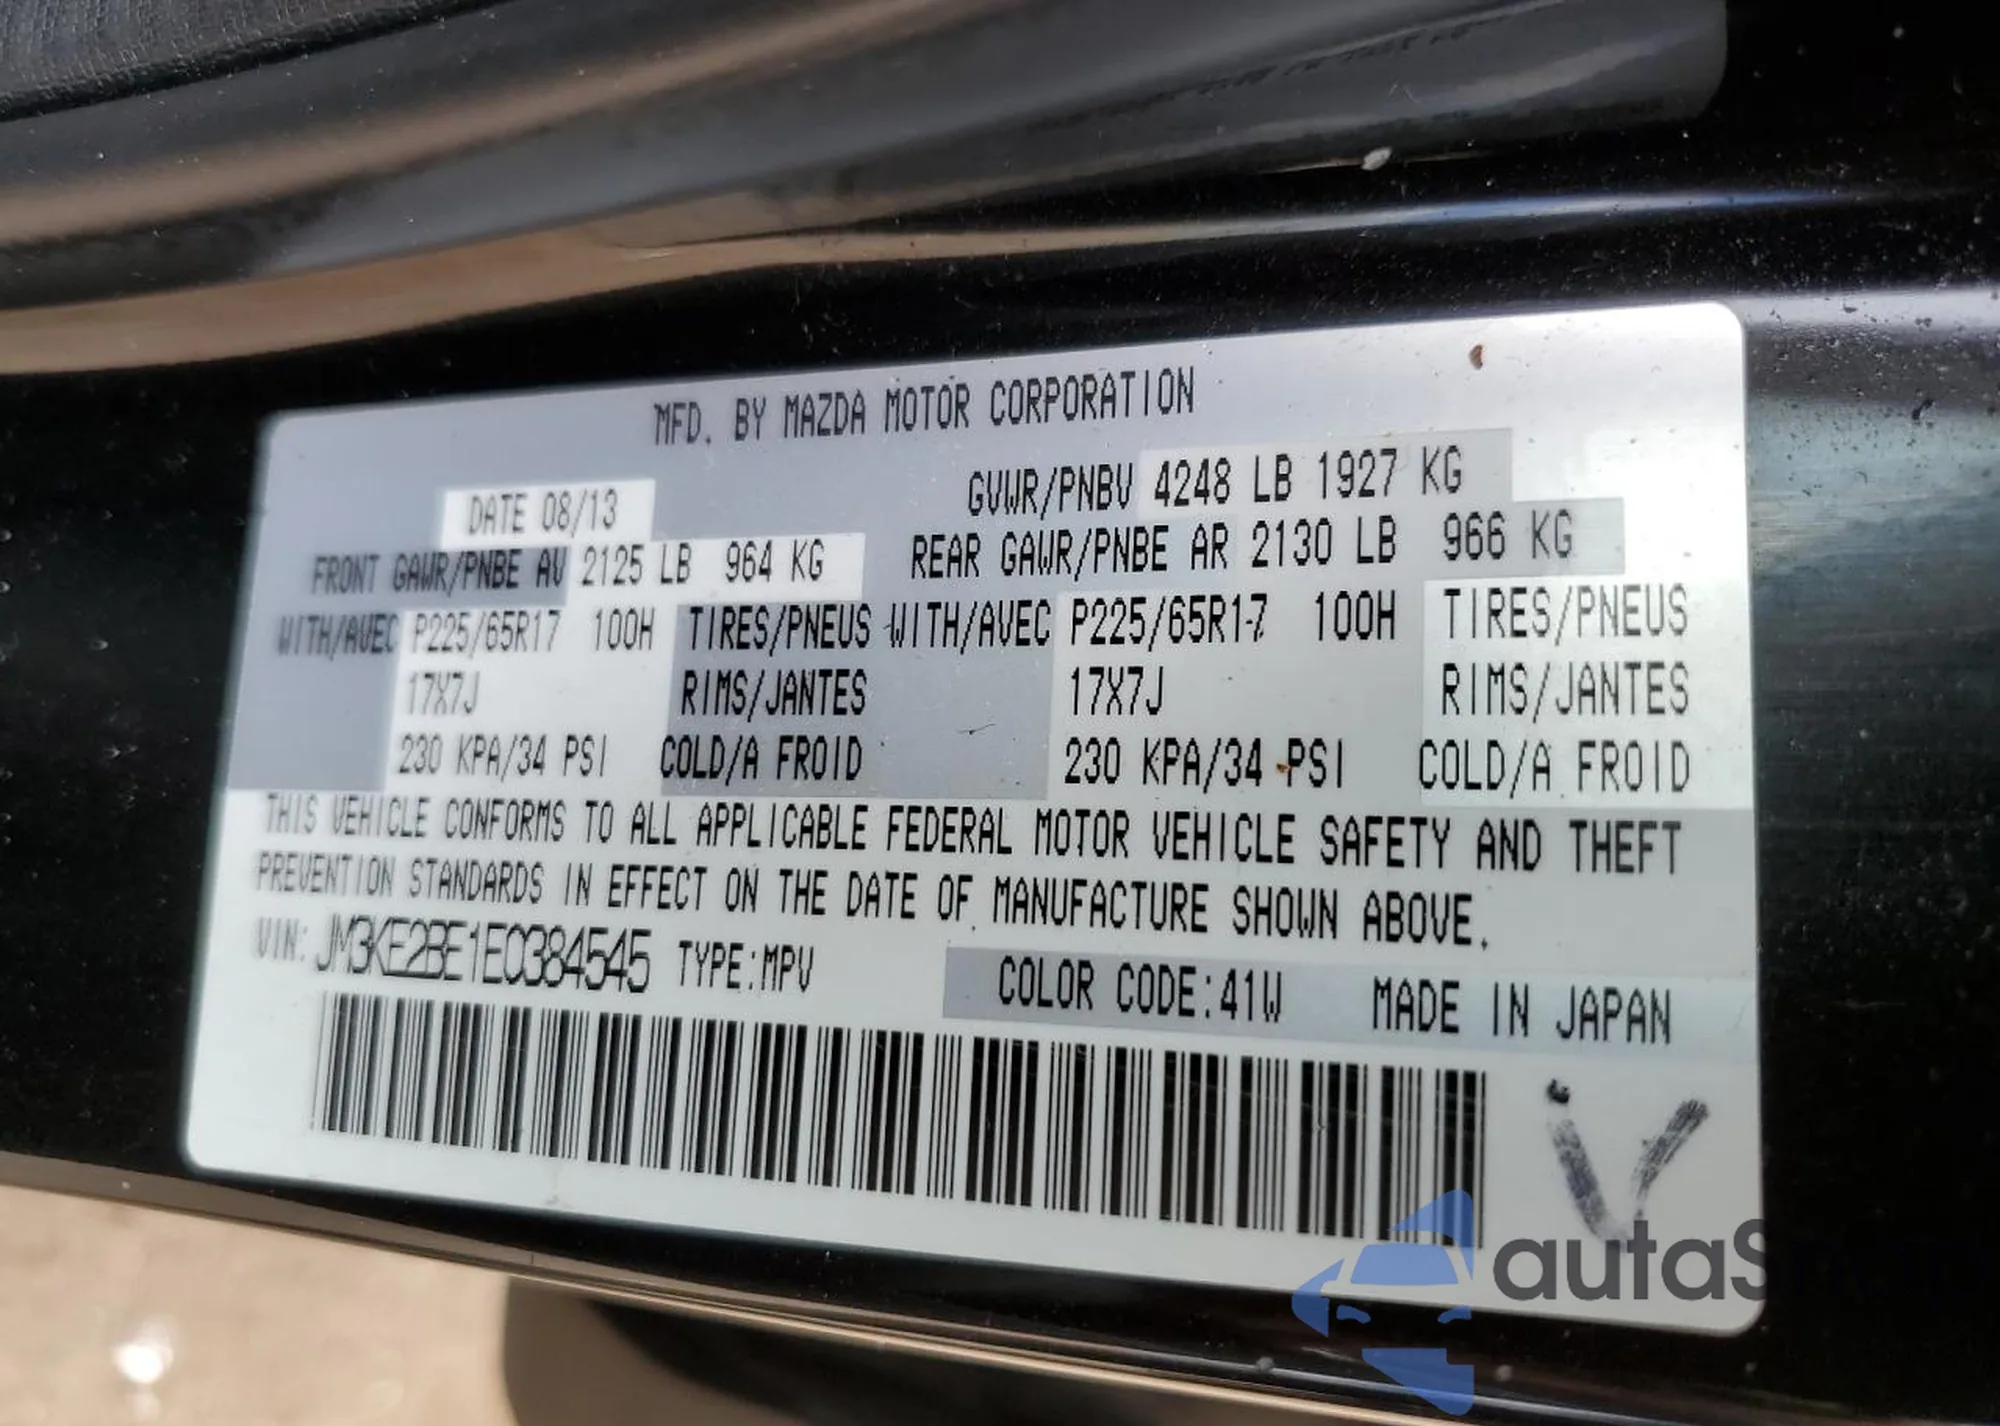 MFD. BY MAZDA MOTOR CORPORATION
DATE 08/13 GVWR/PNBV 4248 LB 1927 KG
FRONT GAWR/PNBE AV 2125 LB 964 KG REAR GAWR/PNBE AR 2130 LB 966 KG
WITH/AVEC P225/65R17 100H TIRES/PNEUS WITH/AVEC P225/65R17 100H TIRES/PNEUS
17X7J RIMS/JANTES 17X7J RIMS/JANTES
230 KPA/34 PSI COLD/A FROID 230 KPA/34 PSI COLD/A FROID
THIS VEHICLE CONFORMS TO ALL APPLICABLE FEDERAL MOTOR VEHICLE SAFETY AND THEFT
PREVENTION STANDARDS IN EFFECT ON THE DATE OF MANUFACTURE SHOWN ABOVE.
VIN: JM3KE2BE1E0384545 TYPE:MPV COLOR CODE:41W MADE IN JAPAN
V